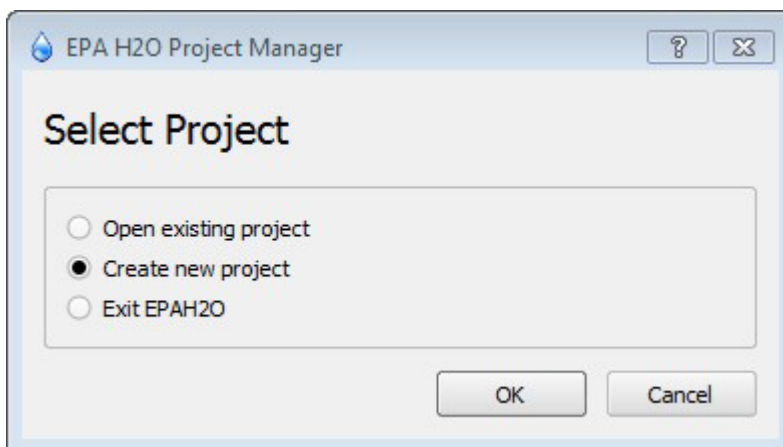 EPA H2O Project Manager
Select Project
Open existing project
Create new project
Exit EPAH2O
OK Cancel